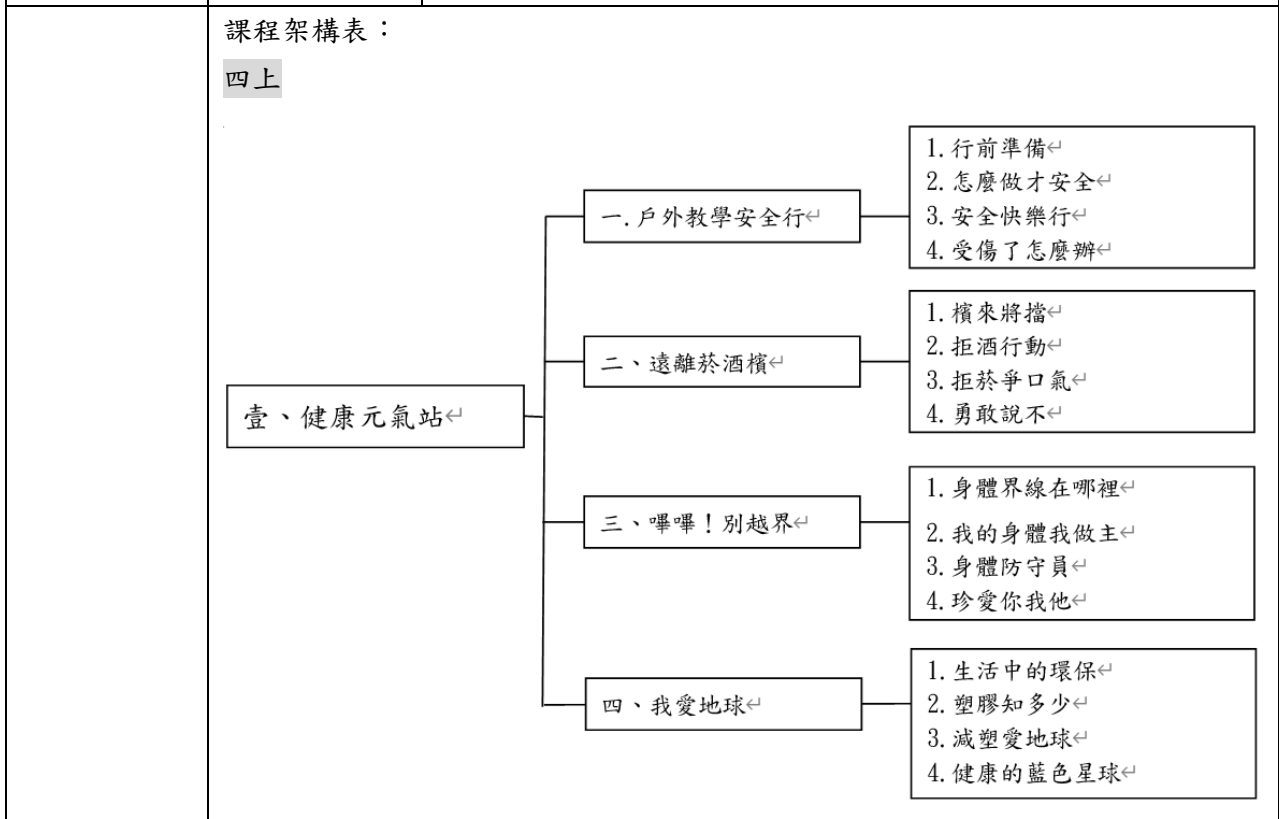 課程架構表：
四上
壹、健康元氣站
一.戶外教學安全行
1.行前準備
2.怎麼做才安全
3.安全快樂行
4.受傷了怎麼辦
二、遠離菸酒檳
1.檳來將擋
2.拒酒行動
3.拒菸爭口氣
4.勇敢說不
三、嗶嗶！別越界
1.身體界線在哪裡
2.我的身體我做主
3.身體防守員
4.珍愛你我他
四、我愛地球
1.生活中的環保
2.塑膠知多少
3.減塑愛地球
4.健康的藍色星球